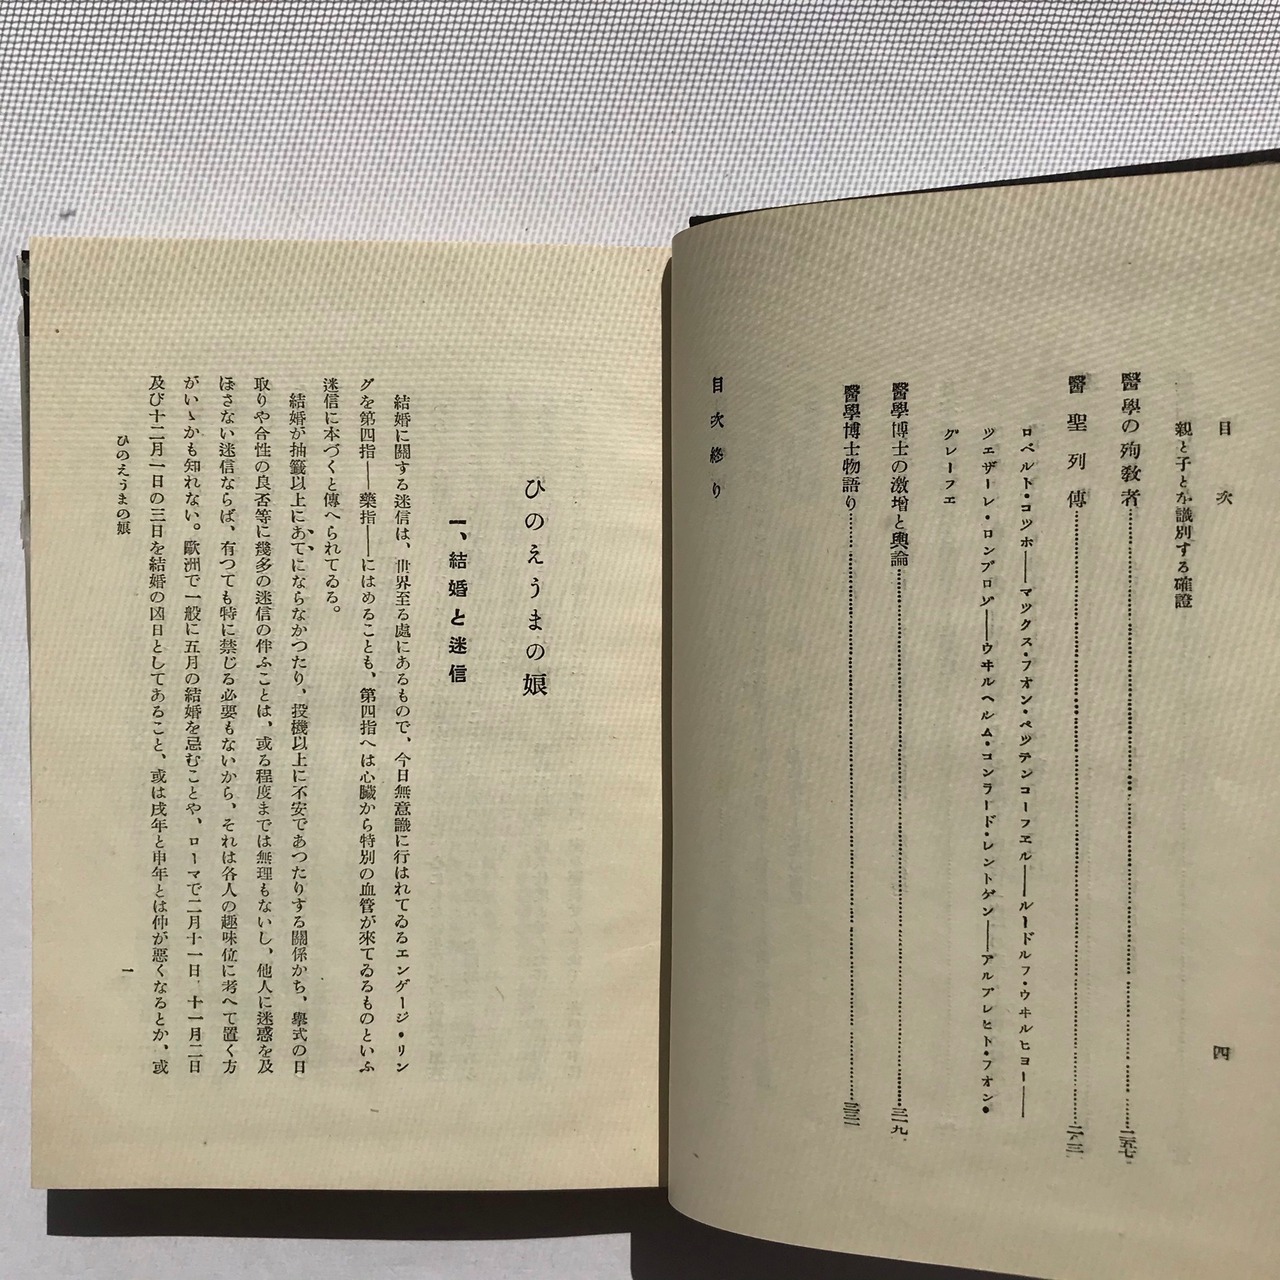 目次
四
親と子とを識別する確證
醫學の殉教者……二五七
醫聖列傳……二八三
ロベルト・コッホ――マックス・フオン・ペッテンコーフエル――ルードルフ・ウヰルヒヨー――
ツエザーレ・ロンブロゾ――ウヰルヘルム・コンラード・レントゲン――アルブレヒト・フオン・
グレーフエ
醫學博士の激增と輿論……三一九
醫學博士物語り……三三一
目次終り
ひのえうまの娘
一、結婚と迷信
結婚に關する迷信は、世界至る處にあるもので、今日無意識に行はれてゐるエンゲージ・リン
グを第四指――藥指――にはめることも、第四指へは心臟から特別の血管が來てゐるものといふ
迷信に本づくと傳へられてゐる。
結婚が抽籤以上にあてにならなかつたり、投機以上に不安であつたりする關係から、擧式の日
取りや合性の良否等に幾多の迷信の伴ふことは、或る程度までは無理もないし、他人に迷惑を及
ぼさない迷信ならば、有つても特に禁じる必要もないから、それは各人の趣味位に考へて置く方
がいゝかも知れない。歐洲で一般に五月の結婚を忌むことや、ローマで二月十一日、十一月二日
及び十二月一日の三日を結婚の凶日としてあること、或は戌年と申年とは仲が惡くなるとか、或
ひのえうまの娘
一